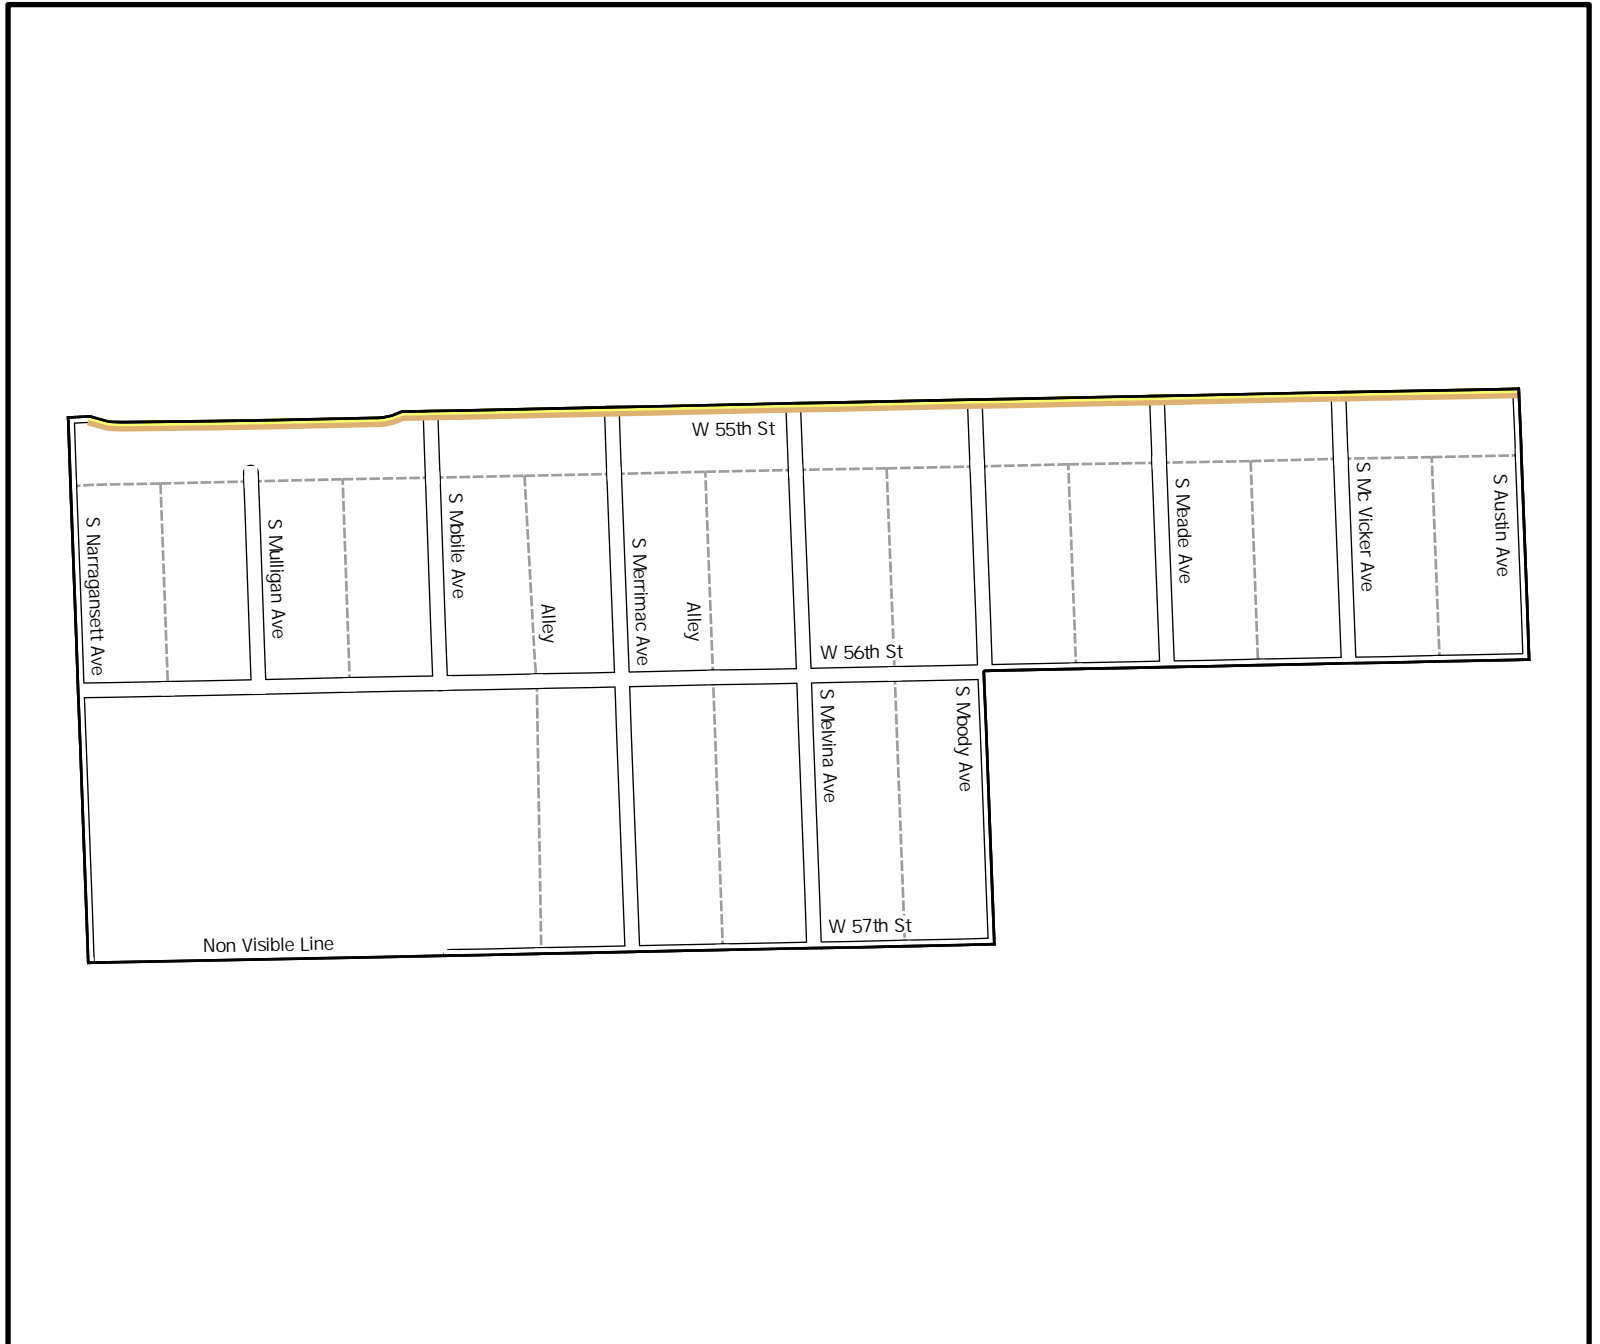 W 55th St
S Narragansett Ave
S Mulligan Ave
S Mobile Ave
Alley
S Merrimac Ave
Alley
W 56th St
S Meade Ave
S Mc Vicker Ave
S Austin Ave
S Melvina Ave
S Moody Ave
W 57th St
Non Visible Line